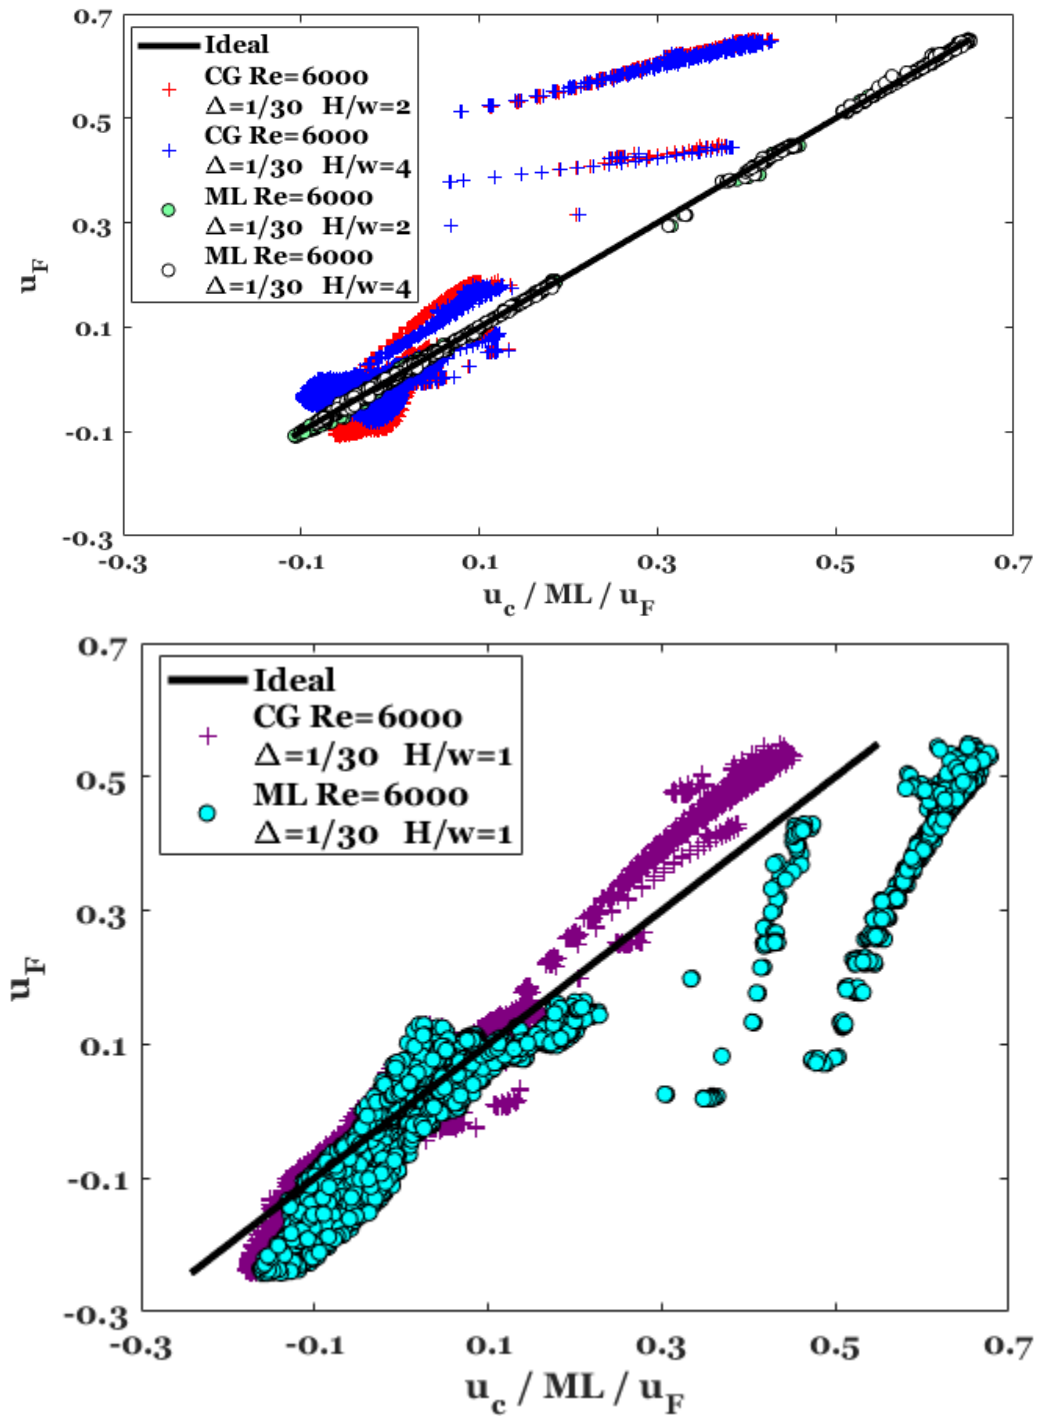 0.7
0.5
0.3
0.1
-0.1
-0.3
u_F
Ideal
CG Re=6000
Δ=1/30 H/w=2
CG Re=6000
Δ=1/30 H/w=4
ML Re=6000
Δ=1/30 H/w=2
ML Re=6000
Δ=1/30 H/w=4
-0.3 -0.1 0.1 0.3 0.5 0.7
u_c / ML / u_F
0.7
0.5
0.3
0.1
-0.1
-0.3
u_F
Ideal
CG Re=6000
Δ=1/30 H/w=1
ML Re=6000
Δ=1/30 H/w=1
-0.3 -0.1 0.1 0.3 0.5 0.7
u_c / ML / u_F